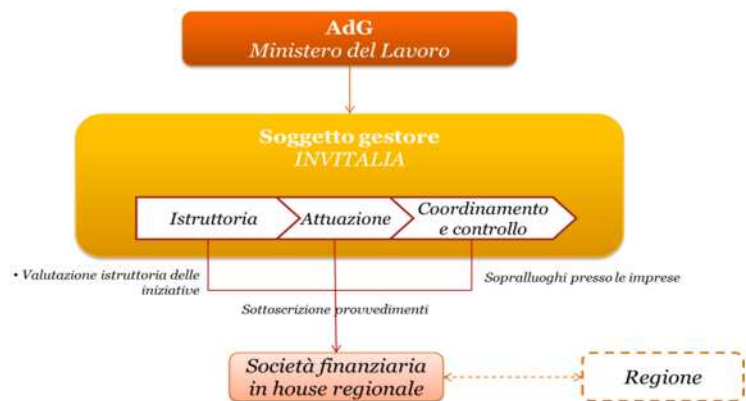 AdG
Ministero del Lavoro
Soggetto gestore
INVITALIA
Istruttoria
Attuazione
Coordinamento
e controllo
• Valutazione istruttoria delle
iniziative
Sopralluoghi presso le imprese
Sottoscrizione provvedimenti
Società finanziaria
in house regionale
Regione